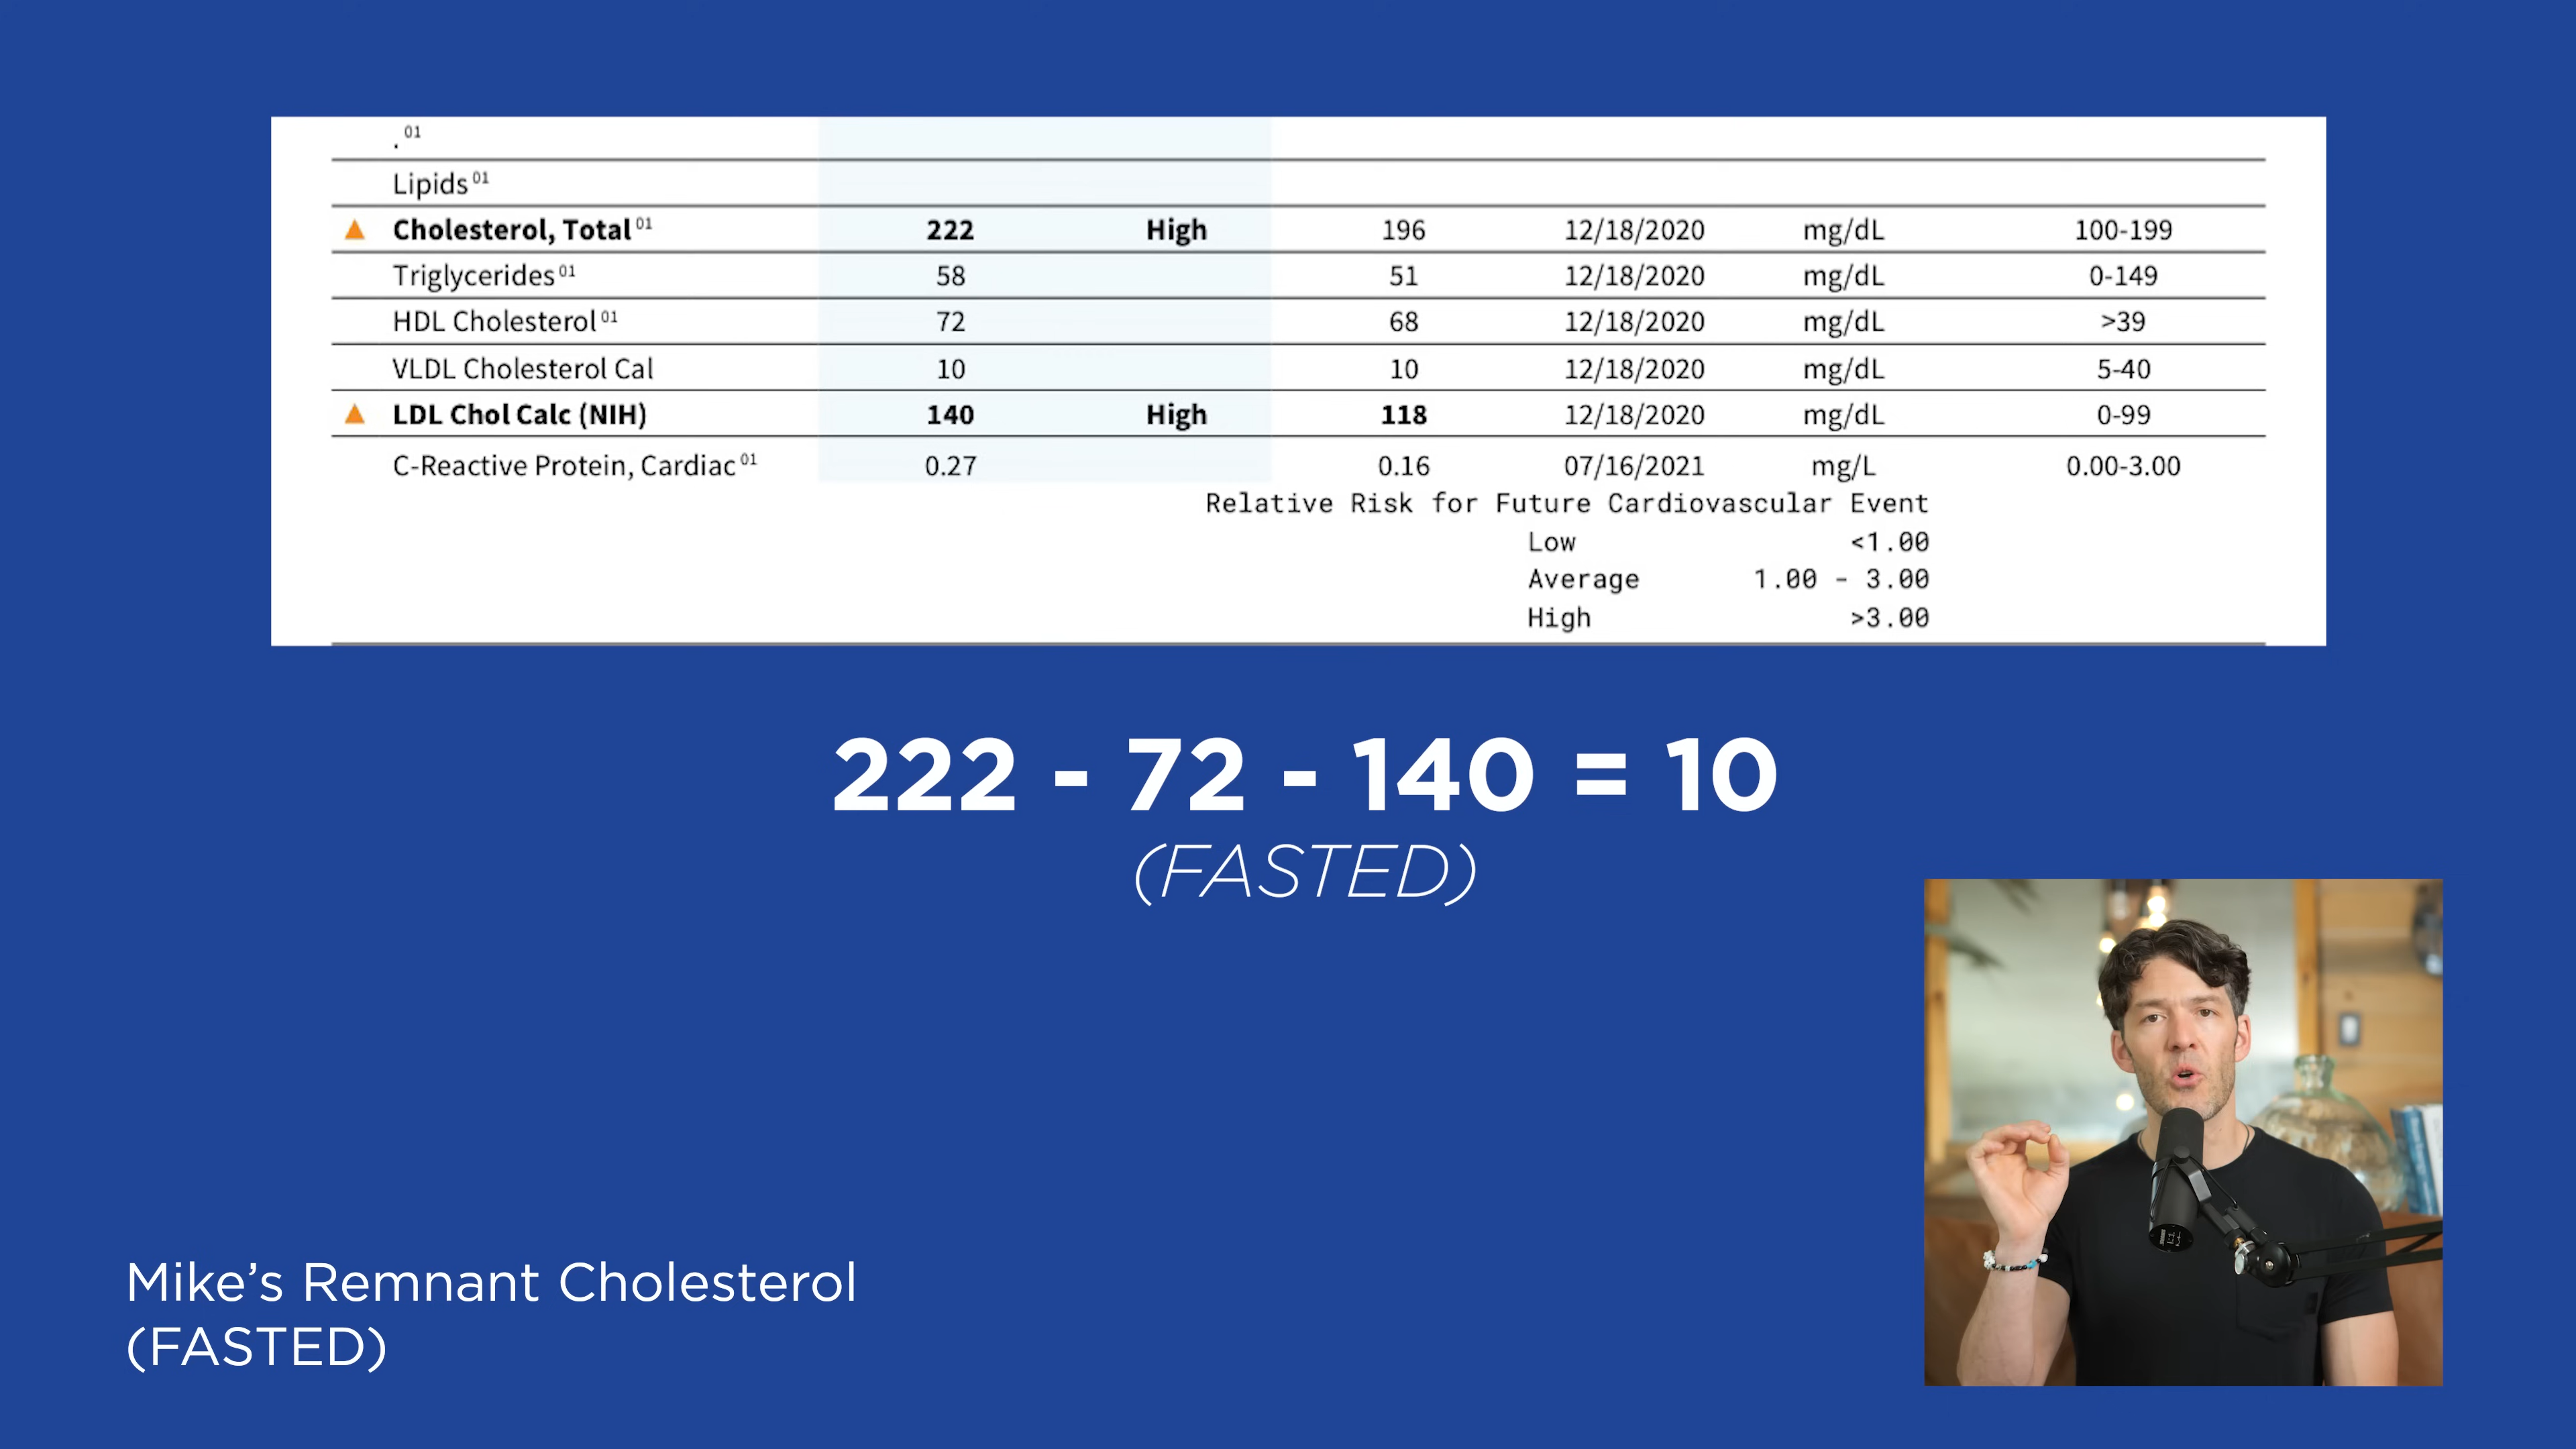 . 01
Lipids 01
▲ Cholesterol, Total 01 222 High 196 12/18/2020 mg/dL 100-199
Triglycerides 01 58 51 12/18/2020 mg/dL 0-149
HDL Cholesterol 01 72 68 12/18/2020 mg/dL >39
VLDL Cholesterol Cal 10 10 12/18/2020 mg/dL 5-40
▲ LDL Chol Calc (NIH) 140 High 118 12/18/2020 mg/dL 0-99
C-Reactive Protein, Cardiac 01 0.27 0.16 07/16/2021 mg/L 0.00-3.00
Relative Risk for Future Cardiovascular Event
Low <1.00
Average 1.00 - 3.00
High >3.00
222 - 72 - 140 = 10
(FASTED)
Mike’s Remnant Cholesterol
(FASTED)